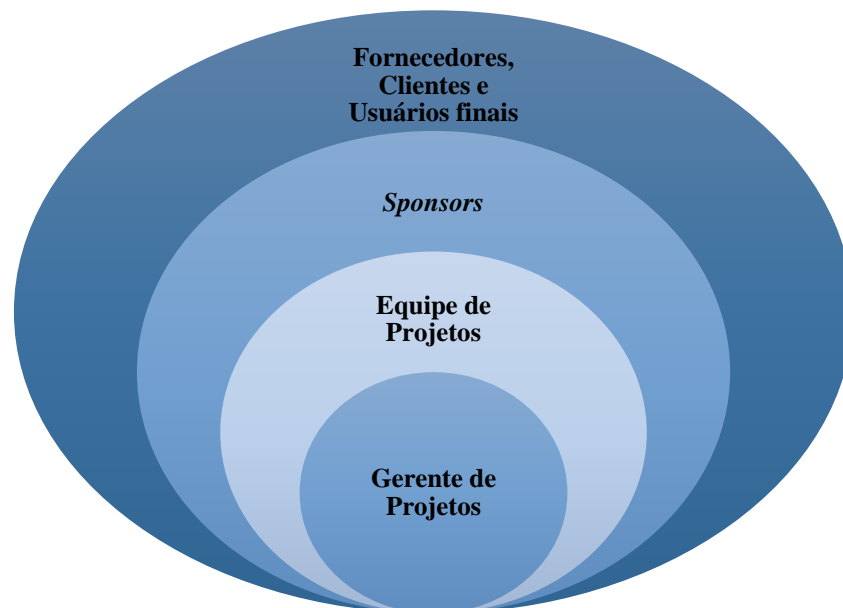 Fornecedores,
Clientes e
Usuários finais
Sponsors
Equipe de
Projetos
Gerente de
Projetos